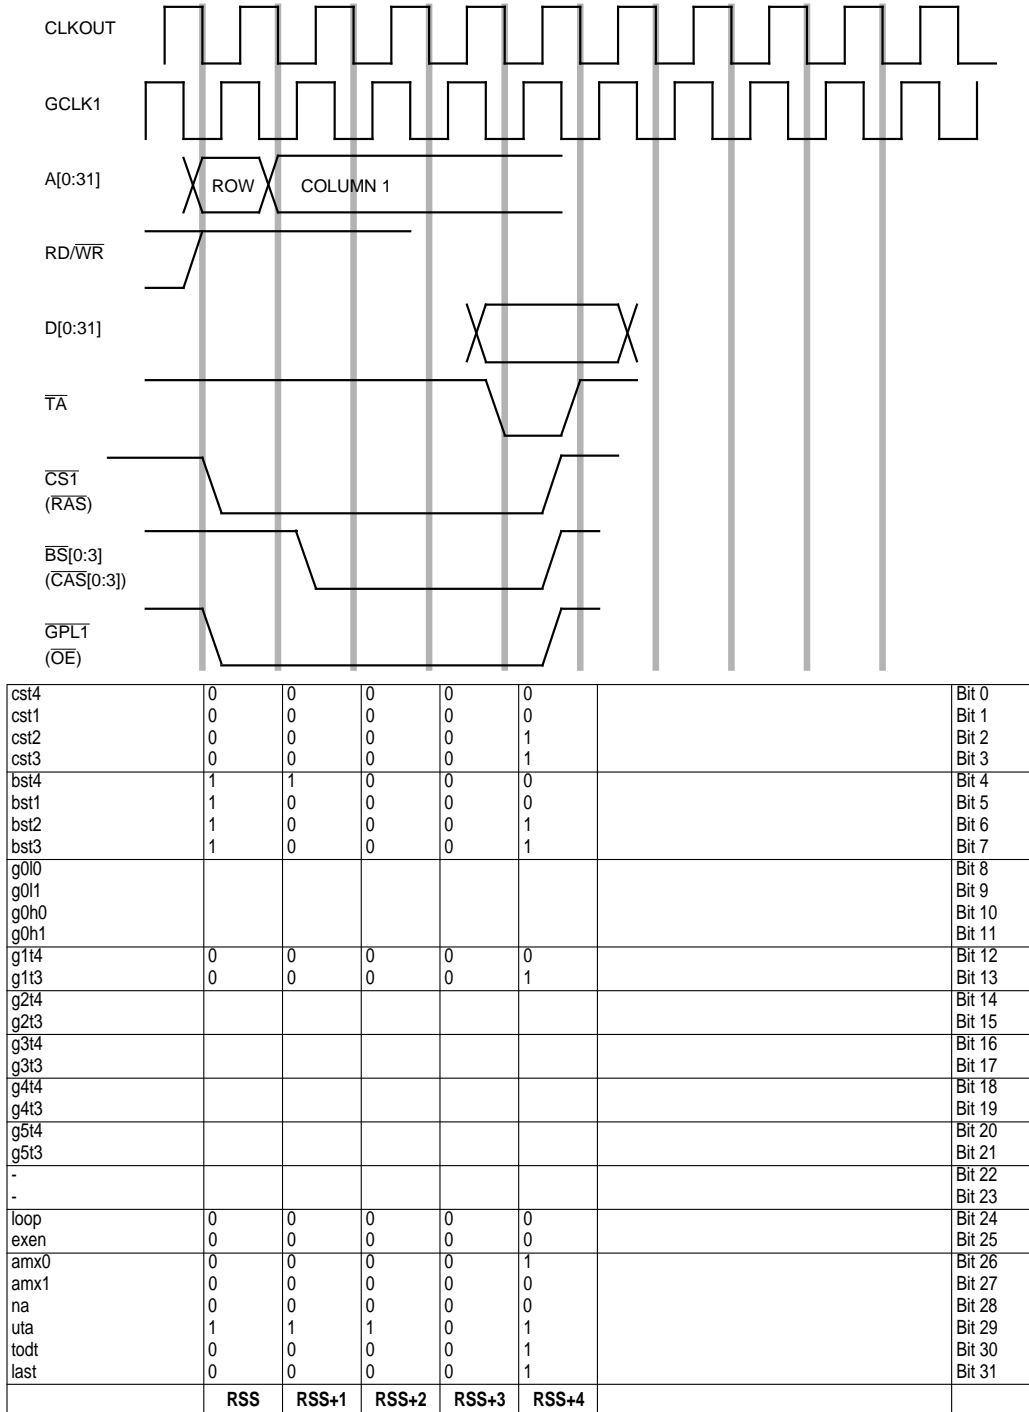 CLKOUT
GCLK1
A[0:31]
ROW
COLUMN 1
RD/WR
D[0:31]
TA
CS1
(RAS)
BS[0:3]
(CAS[0:3])
GPL1
(OE)
cst4 0 0 0 0 0 Bit 0
cst1 0 0 0 0 0 Bit 1
cst2 0 0 0 0 1 Bit 2
cst3 0 0 0 0 1 Bit 3
bst4 1 1 0 0 0 Bit 4
bst1 1 0 0 0 0 Bit 5
bst2 1 0 0 0 1 Bit 6
bst3 1 0 0 0 1 Bit 7
g0l0 Bit 8
g0l1 Bit 9
g0h0 Bit 10
g0h1 Bit 11
g1t4 0 0 0 0 0 Bit 12
g1t3 0 0 0 0 1 Bit 13
g2t4 Bit 14
g2t3 Bit 15
g3t4 Bit 16
g3t3 Bit 17
g4t4 Bit 18
g4t3 Bit 19
g5t4 Bit 20
g5t3 Bit 21
- Bit 22
- Bit 23
loop 0 0 0 0 0 Bit 24
exen 0 0 0 0 0 Bit 25
amx0 0 0 0 0 1 Bit 26
amx1 0 0 0 0 0 Bit 27
na 0 0 0 0 0 Bit 28
uta 1 1 1 0 1 Bit 29
todt 0 0 0 0 1 Bit 30
last 0 0 0 0 1 Bit 31
RSS RSS+1 RSS+2 RSS+3 RSS+4